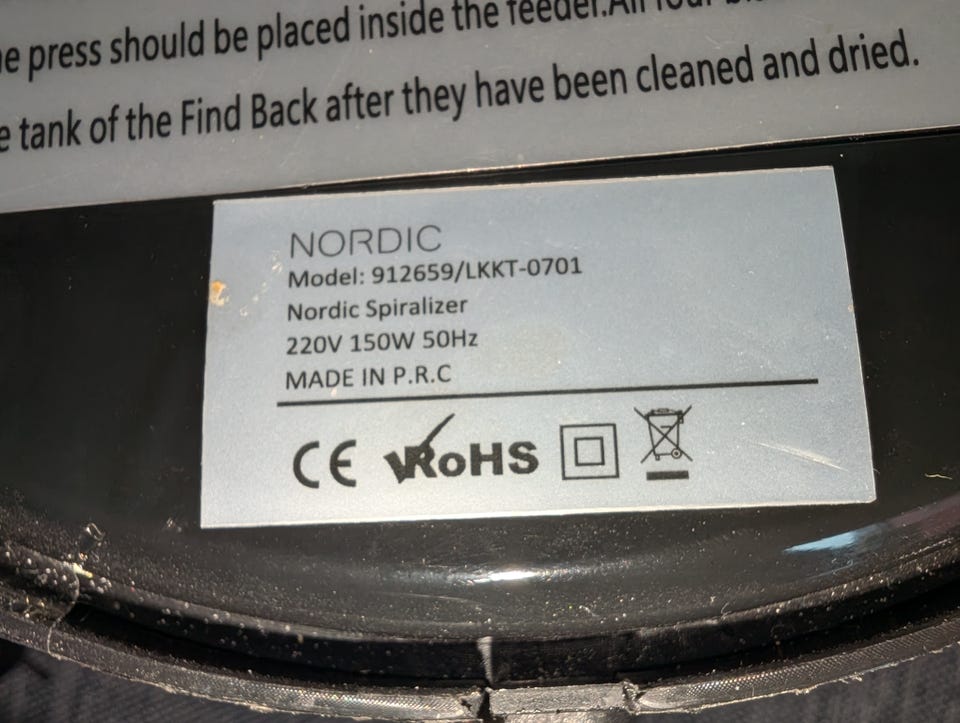 press should be placed inside the feeder.All four
tank of the Find Back after they have been cleaned and dried.
NORDIC
Model: 912659/LKKT-0701
Nordic Spiralizer
220V 150W 50Hz
MADE IN P.R.C
CE RoHS